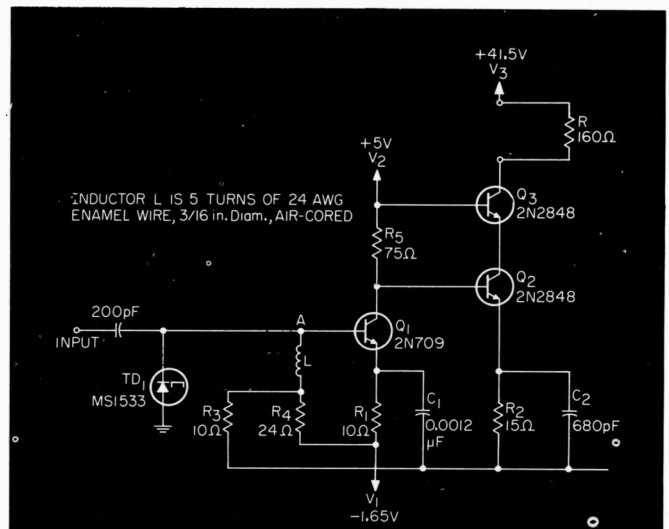 +41.5V
V3
R
160Ω
+5V
V2
Q3
2N2848
INDUCTOR L IS 5 TURNS OF 24 AWG
ENAMEL WIRE, 3/16 in. Diam., AIR-CORED
R5
75Ω
Q2
2N2848
200pF
A
Q1
2N709
INPUT
L
TD1
MS1533
R3
10Ω
R4
24Ω
R1
10Ω
C1
0.0012
μF
R2
15Ω
C2
680pF
V1
-1.65V